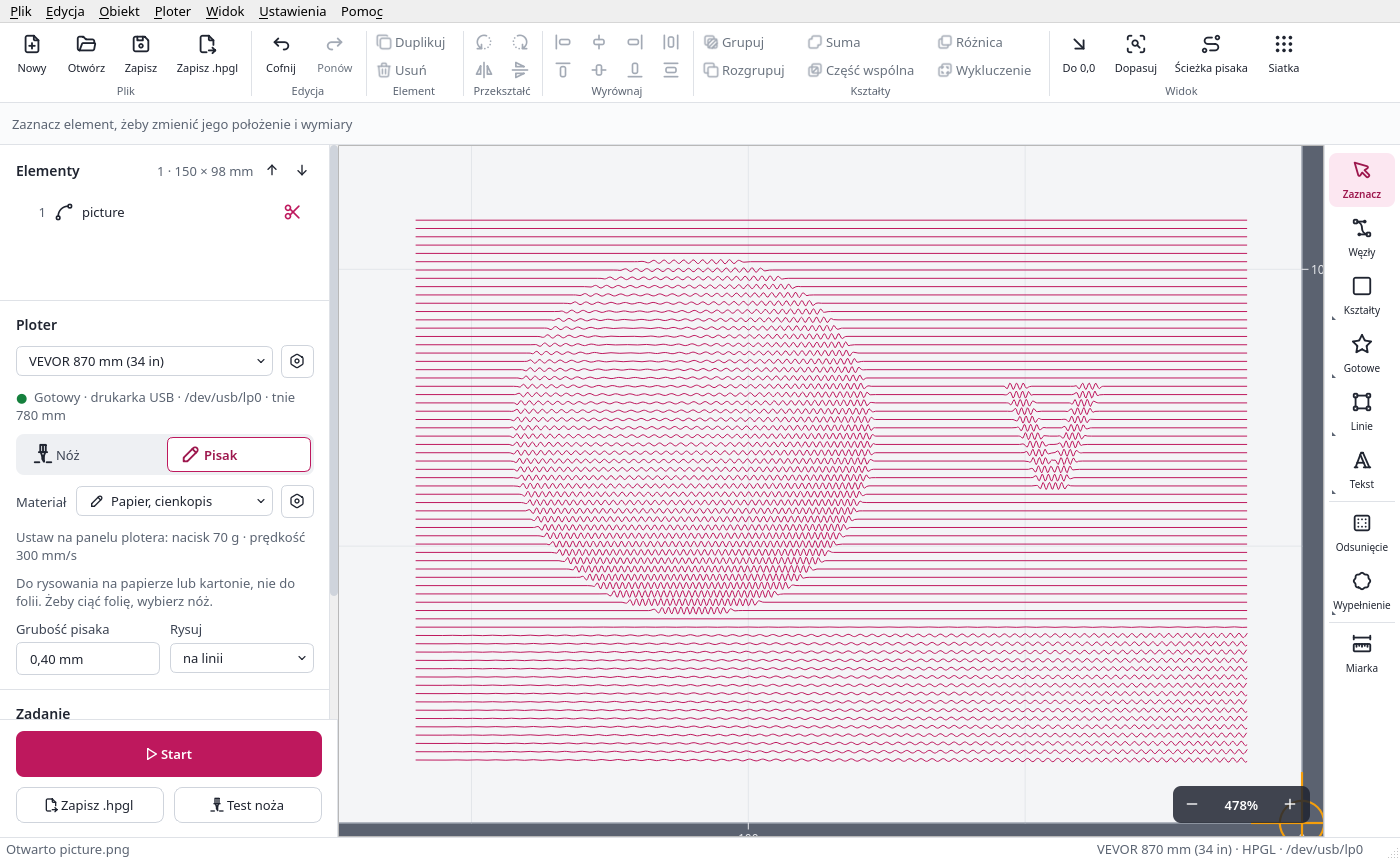 Plik Edycja Obiekt Ploter Widok Ustawienia Pomoc
Nowy Otwórz Zapisz Zapisz .hpgl
Plik
Cofnij Ponów
Edycja
Duplikuj
Usuń
Element
Przekształć
Wyrównaj
Grupuj Suma Różnica
Rozgrupuj Część wspólna Wykluczenie
Kształty
Do 0,0 Dopasuj Ścieżka pisaka Siatka
Widok
Zaznacz element, żeby zmienić jego położenie i wymiary
Elementy 1 · 150 × 98 mm
1 picture
Ploter
VEVOR 870 mm (34 in)
Gotowy · drukarka USB · /dev/usb/lp0 · tnie
780 mm
Nóż Pisak
Materiał Papier, cienkopis
Ustaw na panelu plotera: nacisk 70 g · prędkość
300 mm/s
Do rysowania na papierze lub kartonie, nie do
folii. Żeby ciąć folię, wybierz nóż.
Grubość pisaka Rysuj
0,40 mm na linii
Zadanie
Start
Zapisz .hpgl Test noża
Zaznacz
Węzły
Kształty
Gotowe
Linie
Tekst
Odsunięcie
Wypełnienie
Miarka
478%
Otwarto picture.png
VEVOR 870 mm (34 in) · HPGL · /dev/usb/lp0